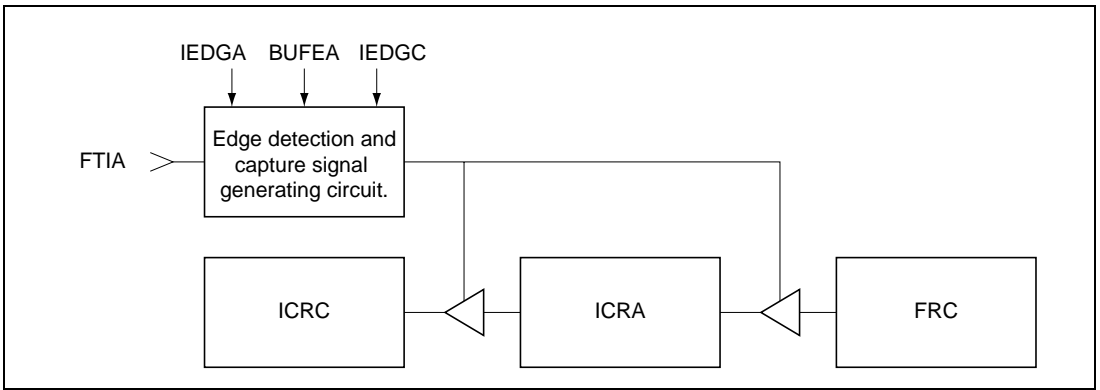 IEDGA BUFEA IEDGC
FTIA
Edge detection and
capture signal
generating circuit.
ICRC
ICRA
FRC